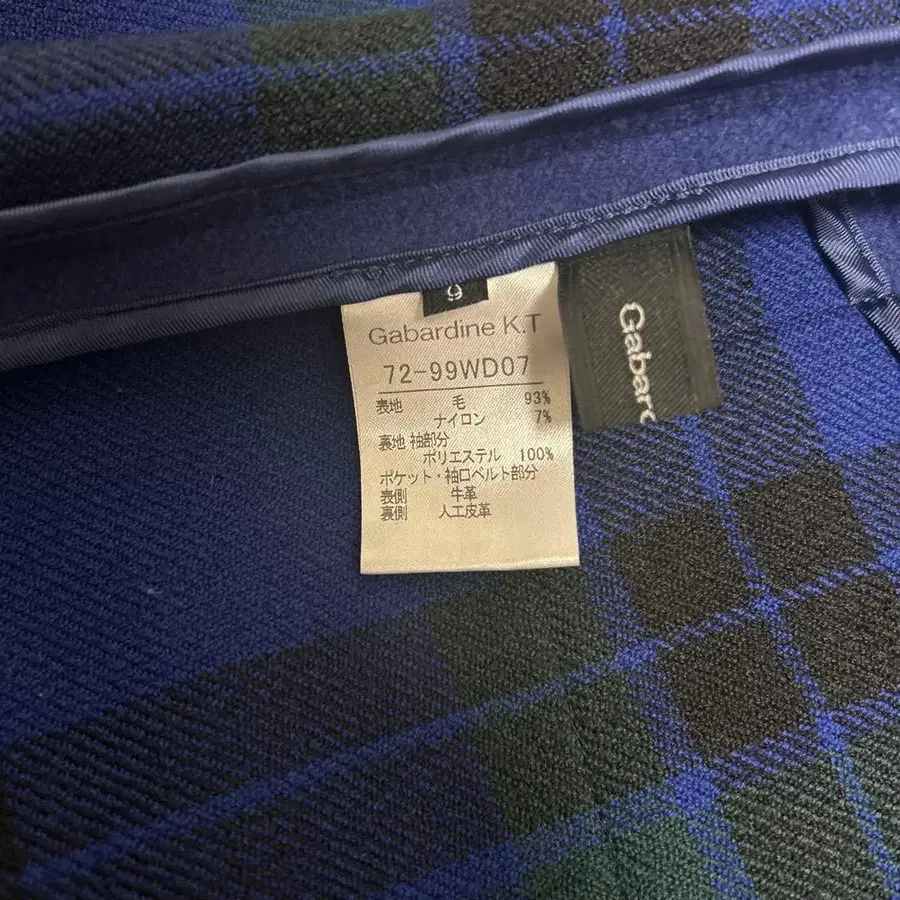 9
Gabardine K.T
72-99WD07
表地 毛 93%
ナイロン 7%
裏地 袖部分
ポリエステル 100%
ポケット・袖口ベルト部分
表側 牛革
裏側 人工皮革
Gabard